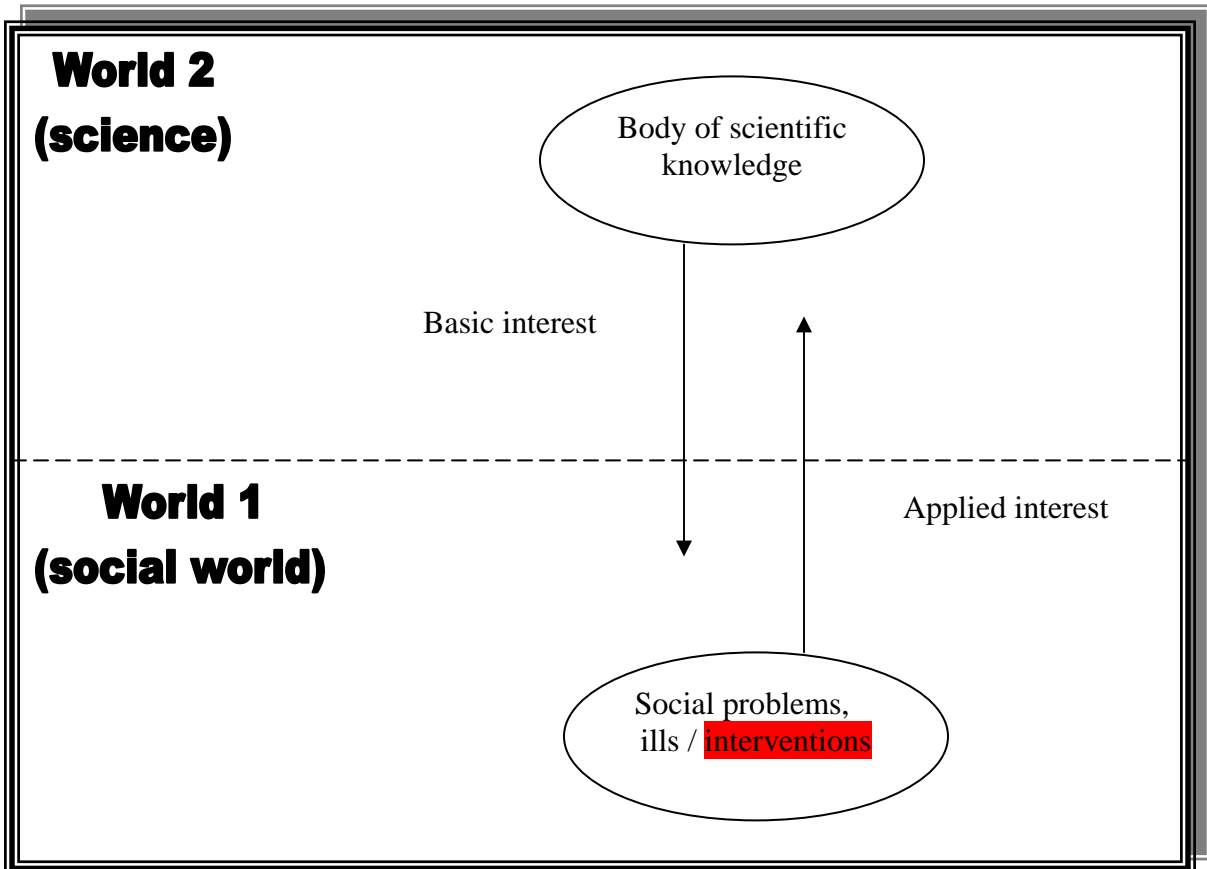 World 2
(science)
Body of scientific
knowledge
Basic interest
World 1
(social world)
Applied interest
Social problems,
ills / interventions